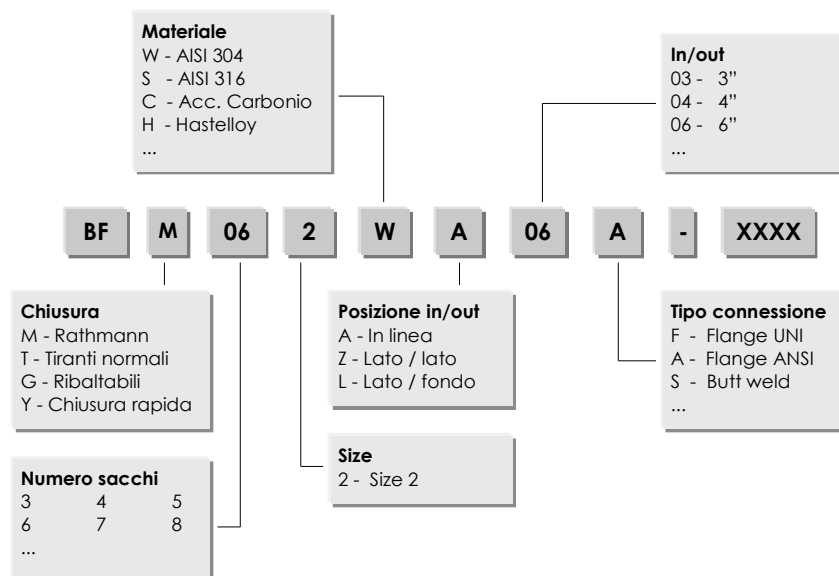 Materiale
W - AISI 304
S - AISI 316
C - Acc. Carbonio
H - Hastelloy
...
In/out
03 - 3”
04 - 4”
06 - 6”
...
BF M 06 2 W A 06 A - XXXX
Chiusura
M - Rathmann
T - Tiranti normali
G - Ribaltabili
Y - Chiusura rapida
Posizione in/out
A - In linea
Z - Lato / lato
L - Lato / fondo
Tipo connessione
F - Flange UNI
A - Flange ANSI
S - Butt weld
...
Numero sacchi
3 4 5
6 7 8
...
Size
2 - Size 2